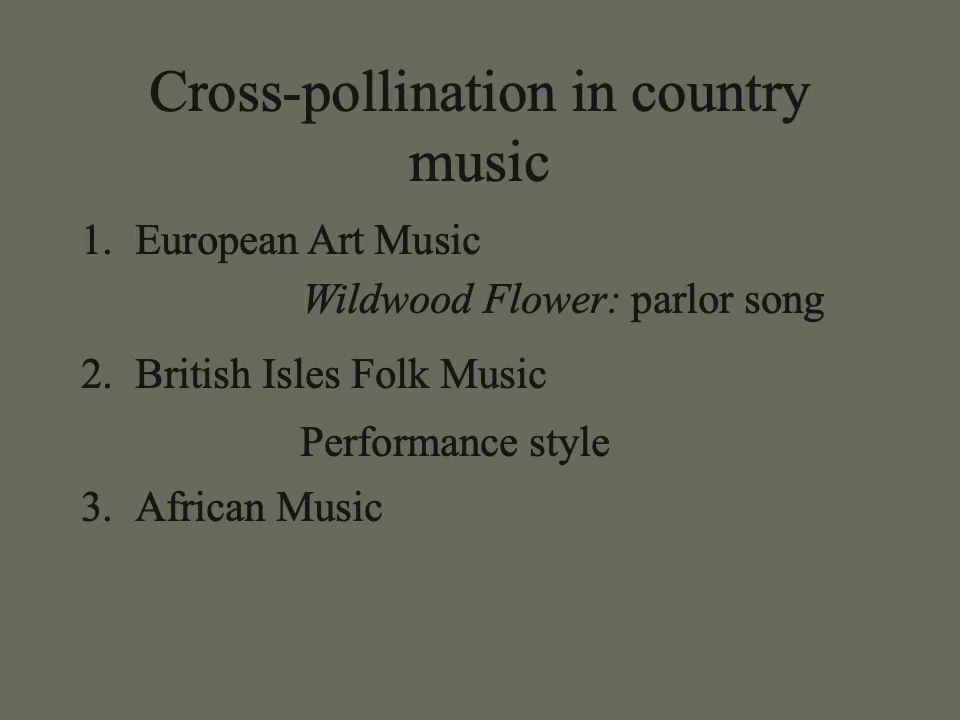 Cross-pollination in country
music
1. European Art Music
Wildwood Flower: parlor song
2. British Isles Folk Music
Performance style
3. African Music